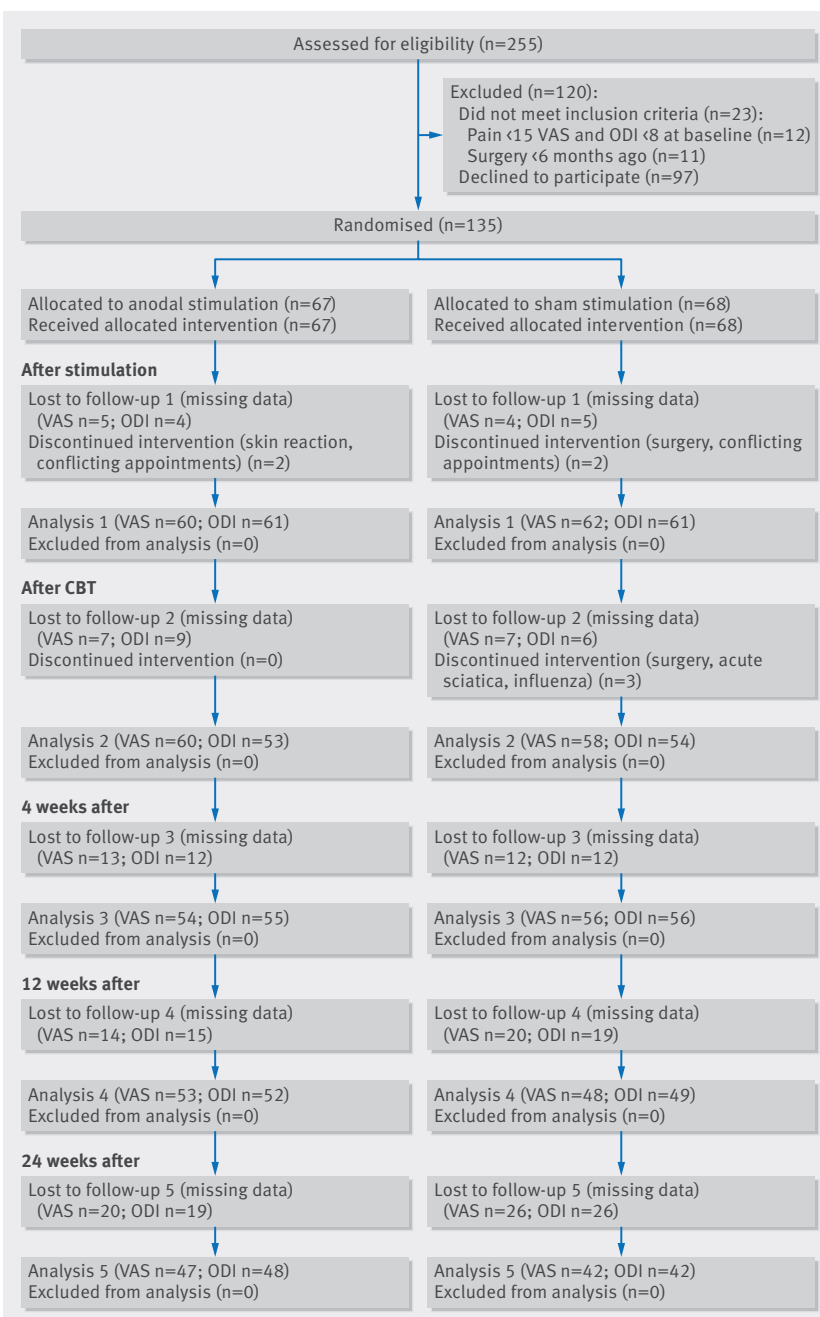 Assessed for eligibility (n=255)
Excluded (n=120):
Did not meet inclusion criteria (n=23):
Pain <15 VAS and ODI <8 at baseline (n=12)
Surgery <6 months ago (n=11)
Declined to participate (n=97)
Randomised (n=135)
Allocated to anodal stimulation (n=67)
Received allocated intervention (n=67)
Allocated to sham stimulation (n=68)
Received allocated intervention (n=68)
After stimulation
Lost to follow-up 1 (missing data)
(VAS n=5; ODI n=4)
Discontinued intervention (skin reaction,
conflicting appointments) (n=2)
Lost to follow-up 1 (missing data)
(VAS n=4; ODI n=5)
Discontinued intervention (surgery, conflicting
appointments) (n=2)
Analysis 1 (VAS n=60; ODI n=61)
Excluded from analysis (n=0)
Analysis 1 (VAS n=62; ODI n=61)
Excluded from analysis (n=0)
After CBT
Lost to follow-up 2 (missing data)
(VAS n=7; ODI n=9)
Discontinued intervention (n=0)
Lost to follow-up 2 (missing data)
(VAS n=7; ODI n=6)
Discontinued intervention (surgery, acute
sciatica, influenza) (n=3)
Analysis 2 (VAS n=60; ODI n=53)
Excluded from analysis (n=0)
Analysis 2 (VAS n=58; ODI n=54)
Excluded from analysis (n=0)
4 weeks after
Lost to follow-up 3 (missing data)
(VAS n=13; ODI n=12)
Lost to follow-up 3 (missing data)
(VAS n=12; ODI n=12)
Analysis 3 (VAS n=54; ODI n=55)
Excluded from analysis (n=0)
Analysis 3 (VAS n=56; ODI n=56)
Excluded from analysis (n=0)
12 weeks after
Lost to follow-up 4 (missing data)
(VAS n=14; ODI n=15)
Lost to follow-up 4 (missing data)
(VAS n=20; ODI n=19)
Analysis 4 (VAS n=53; ODI n=52)
Excluded from analysis (n=0)
Analysis 4 (VAS n=48; ODI n=49)
Excluded from analysis (n=0)
24 weeks after
Lost to follow-up 5 (missing data)
(VAS n=20; ODI n=19)
Lost to follow-up 5 (missing data)
(VAS n=26; ODI n=26)
Analysis 5 (VAS n=47; ODI n=48)
Excluded from analysis (n=0)
Analysis 5 (VAS n=42; ODI n=42)
Excluded from analysis (n=0)